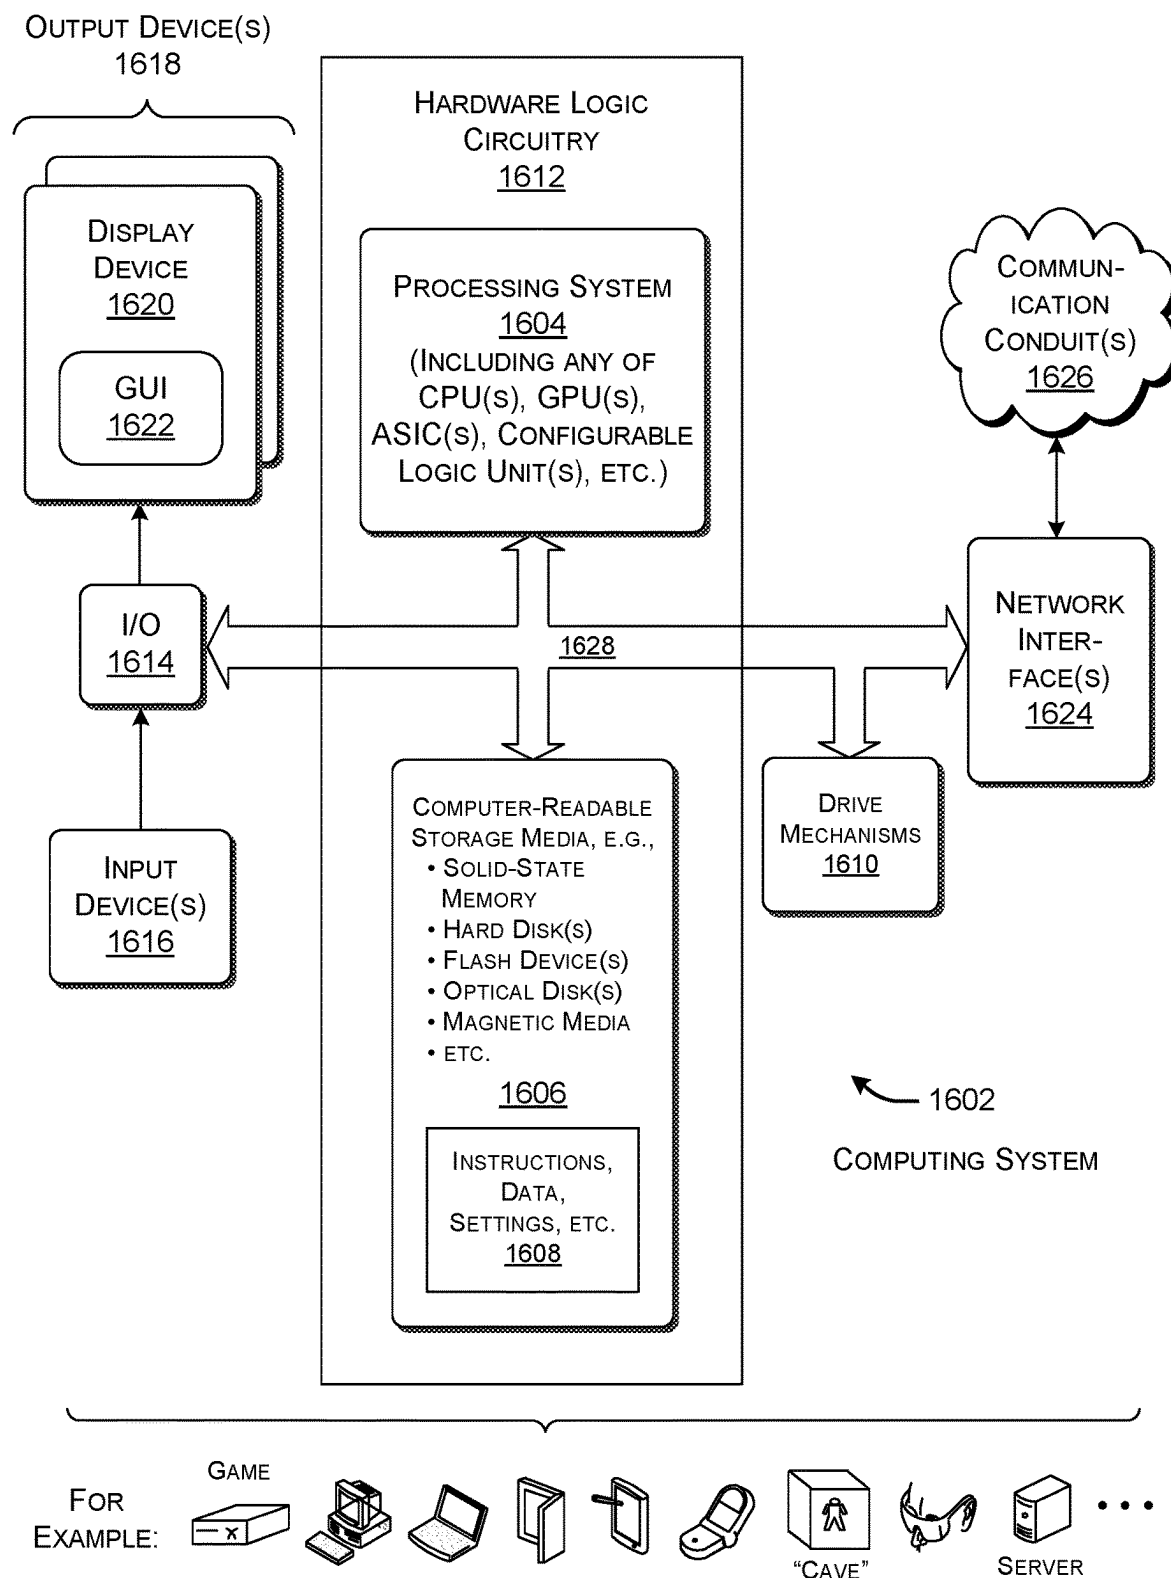 OUTPUT DEVICE(S)
1618
HARDWARE LOGIC
CIRCUITRY
1612
DISPLAY
DEVICE
1620
GUI
1622
PROCESSING SYSTEM
1604
(INCLUDING ANY OF
CPU(S), GPU(S),
ASIC(S), CONFIGURABLE
LOGIC UNIT(S), ETC.)
COMMUN-
ICATION
CONDUIT(S)
1626
I/O
1614
1628
NETWORK
INTER-
FACE(S)
1624
INPUT
DEVICE(S)
1616
COMPUTER-READABLE
STORAGE MEDIA, E.G.,
• SOLID-STATE
MEMORY
• HARD DISK(S)
• FLASH DEVICE(S)
• OPTICAL DISK(S)
• MAGNETIC MEDIA
• ETC.
1606
INSTRUCTIONS,
DATA,
SETTINGS, ETC.
1608
DRIVE
MECHANISMS
1610
1602
COMPUTING SYSTEM
FOR
EXAMPLE:
GAME
"CAVE"
SERVER
• • •